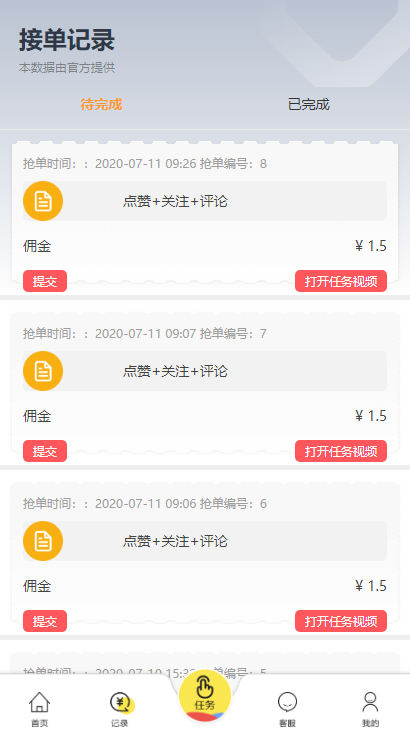 接单记录
本数据由官方提供
待完成 已完成
抢单时间：：2020-07-11 09:26 抢单编号：8
点赞+关注+评论
佣金 ¥ 1.5
提交 打开任务视频
抢单时间：：2020-07-11 09:07 抢单编号：7
点赞+关注+评论
佣金 ¥ 1.5
提交 打开任务视频
抢单时间：：2020-07-11 09:06 抢单编号：6
点赞+关注+评论
佣金 ¥ 1.5
提交 打开任务视频
抢单时间：：2020-07-10 15:3 抢单编号：5
首页 记录 任务 客服 我的